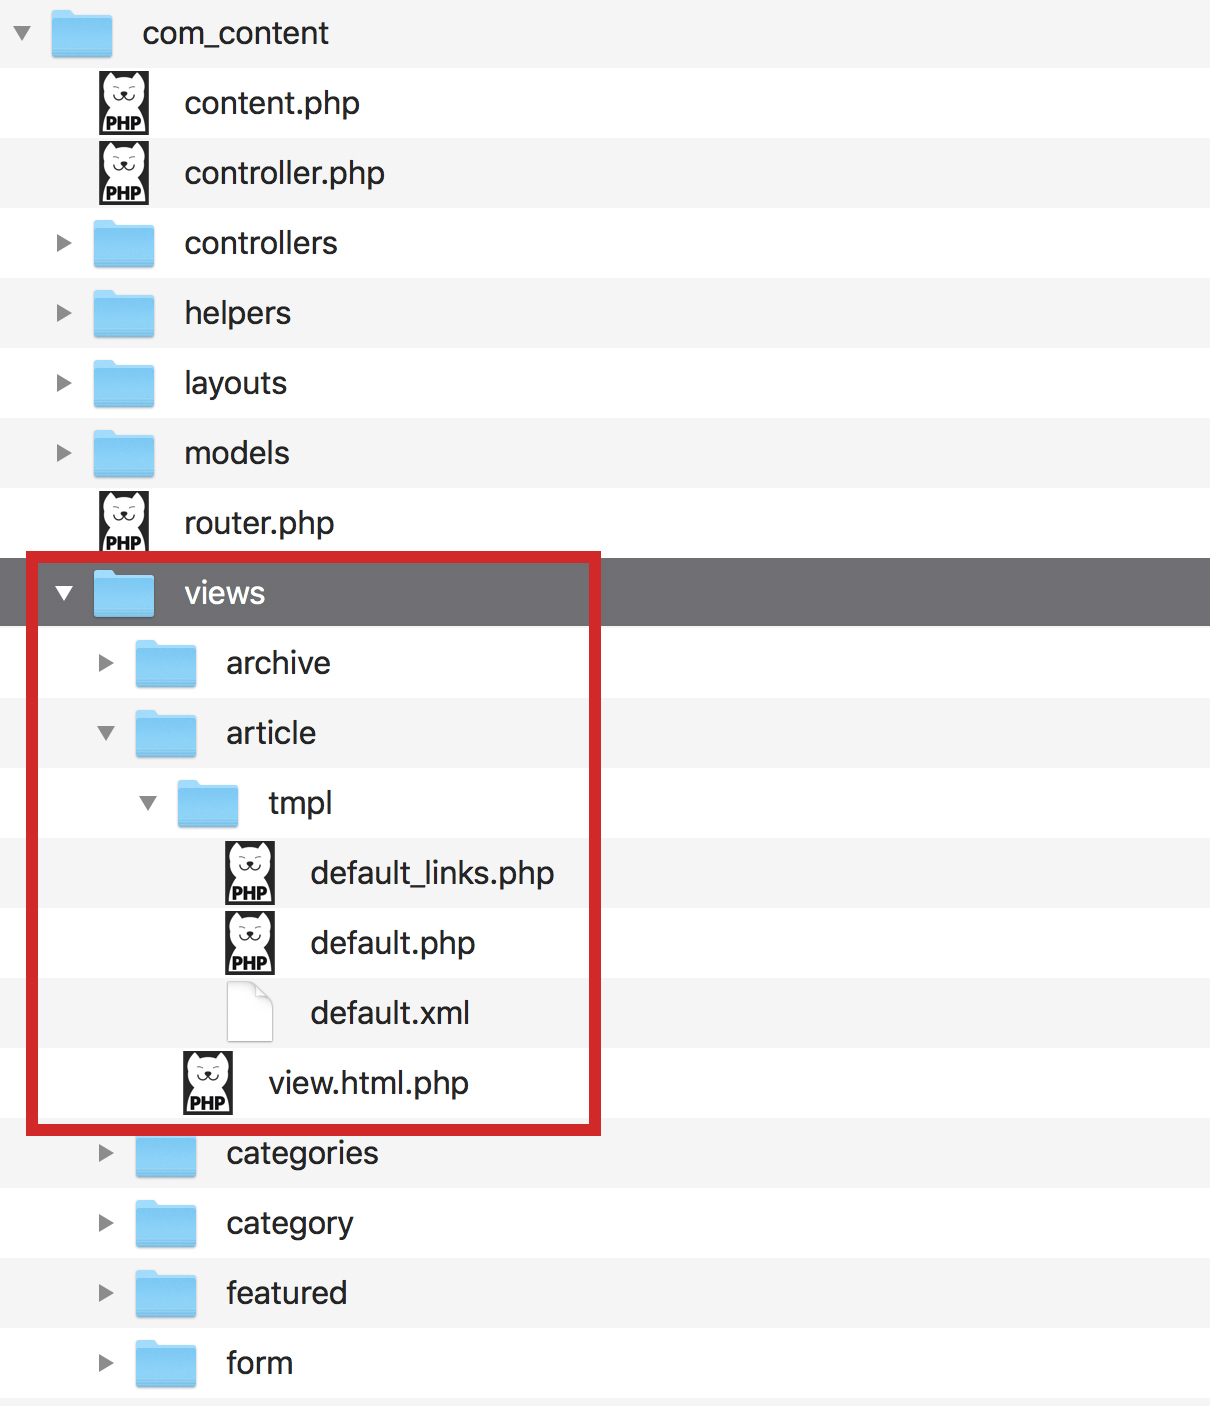 com_content
PHP content.php
PHP controller.php
controllers
helpers
layouts
models
PHP router.php
views
archive
article
tmpl
PHP default_links.php
PHP default.php
default.xml
PHP view.html.php
categories
category
featured
form